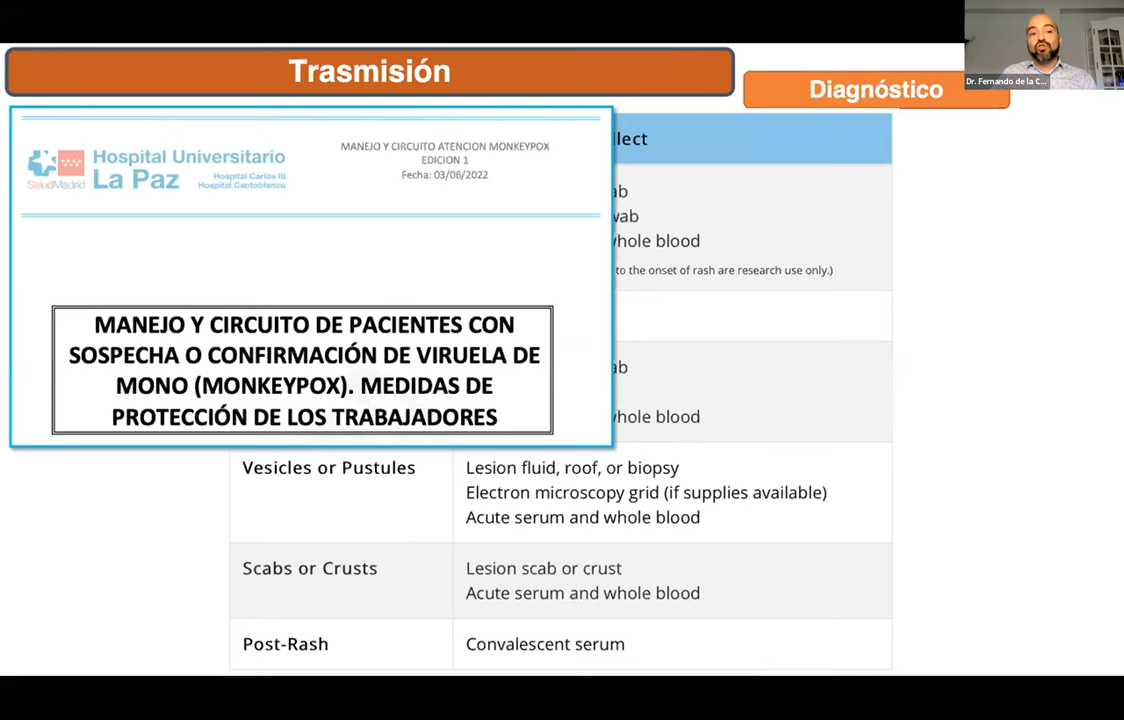 Trasmisión
Diagnóstico
Dr. Fernando de la C...
Hospital Universitario
La Paz
Hospital Carlos III
Hospital Cantoblanco
SaludMadrid
MANEJO Y CIRCUITO ATENCION MONKEYPOX
EDICION 1
Fecha: 03/06/2022
MANEJO Y CIRCUITO DE PACIENTES CON
SOSPECHA O CONFIRMACIÓN DE VIRUELA DE
MONO (MONKEYPOX). MEDIDAS DE
PROTECCIÓN DE LOS TRABAJADORES
llect
ab
wab
whole blood
to the onset of rash are research use only.)
ab
whole blood
Vesicles or Pustules
Lesion fluid, roof, or biopsy
Electron microscopy grid (if supplies available)
Acute serum and whole blood
Scabs or Crusts
Lesion scab or crust
Acute serum and whole blood
Post-Rash
Convalescent serum